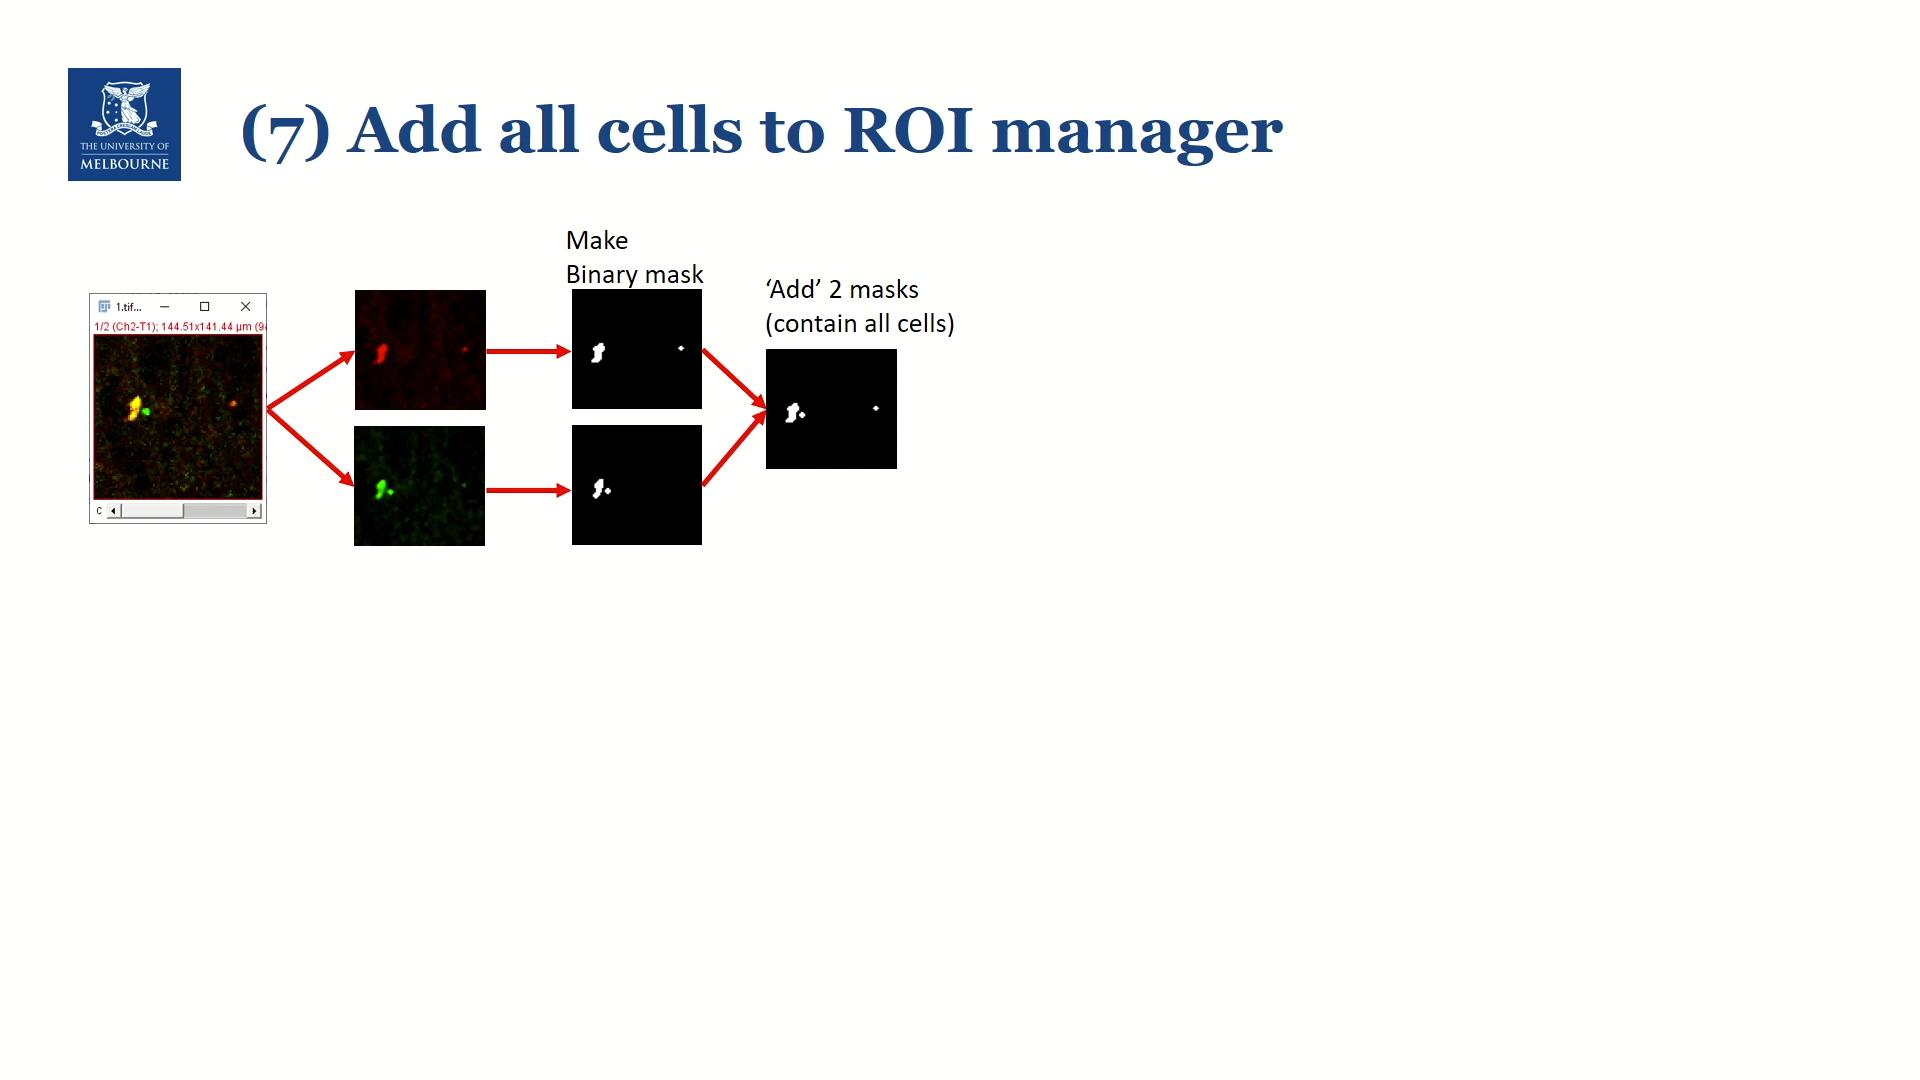 THE UNIVERSITY OF
MELBOURNE
(7) Add all cells to ROI manager
Make
Binary mask
‘Add’ 2 masks
(contain all cells)
1.tif...
1/2 (Ch2-T1); 144.51x141.44 µm (9
c